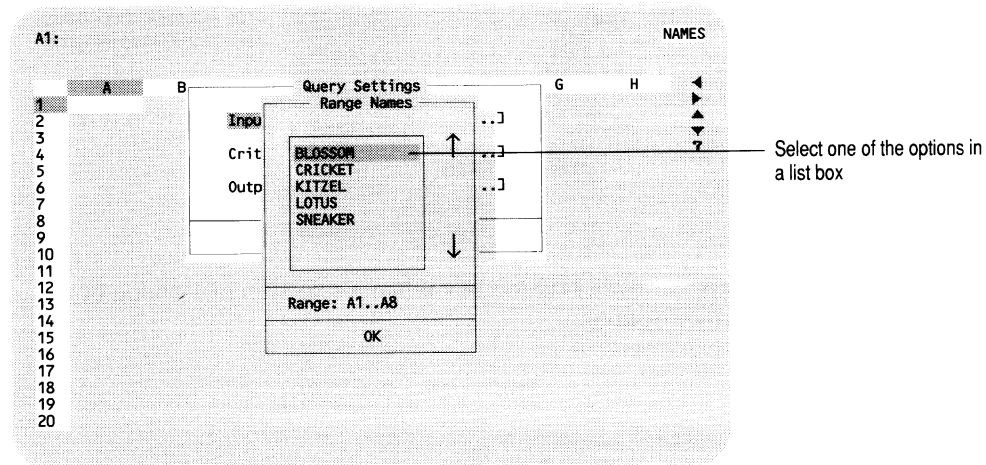 A1: NAMES
A B Query Settings G H
Range Names
1
2 Inpu ..]
3
4 Crit BLOSSOM ..] ?
5 CRICKET
6 Outp KITZEL ..]
7 LOTUS
8 SNEAKER
9
10
11
12
13 Range: A1..A8
14
15 OK
16
17
18
19
20
Select one of the options in
a list box